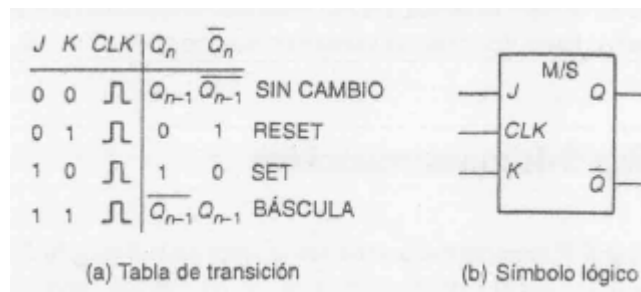 J K CLK Qₙ Q̅ₙ
0 0 ⎍ Qₙ₋₁ Q̅ₙ₋₁ SIN CAMBIO
0 1 ⎍ 0 1 RESET
1 0 ⎍ 1 0 SET
1 1 ⎍ Q̅ₙ₋₁ Qₙ₋₁ BÁSCULA
(a) Tabla de transición
M/S
J Q
CLK
K Q̅
(b) Símbolo lógico